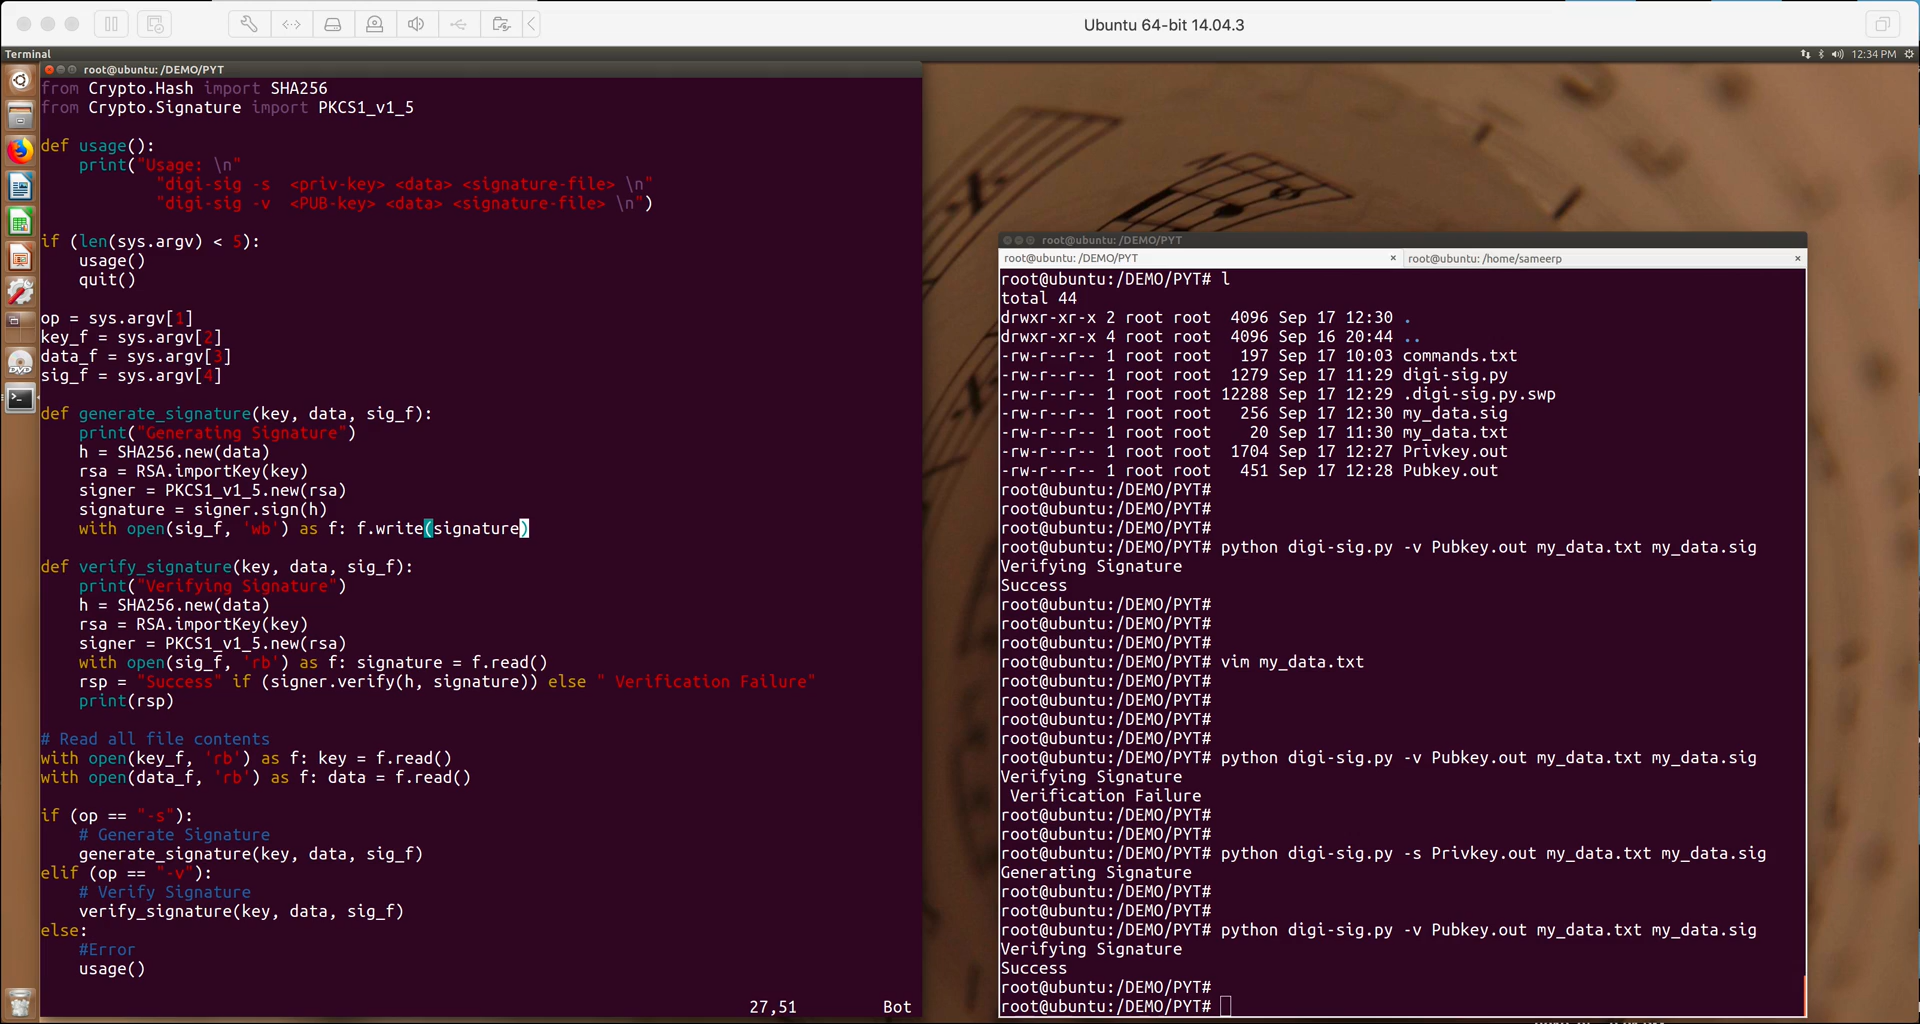 Ubuntu 64-bit 14.04.3
Terminal
12:34 PM
root@ubuntu: /DEMO/PYT
from Crypto.Hash import SHA256
from Crypto.Signature import PKCS1_v1_5
def usage():
print("Usage: \n"
"digi-sig -s  <priv-key> <data> <signature-file> \n"
"digi-sig -v  <PUB-key> <data> <signature-file> \n")
if (len(sys.argv) < 5):
usage()
quit()
op = sys.argv[1]
key_f = sys.argv[2]
data_f = sys.argv[3]
sig_f = sys.argv[4]
def generate_signature(key, data, sig_f):
print("Generating Signature")
h = SHA256.new(data)
rsa = RSA.importKey(key)
signer = PKCS1_v1_5.new(rsa)
signature = signer.sign(h)
with open(sig_f, 'wb') as f: f.write(signature)
def verify_signature(key, data, sig_f):
print("Verifying Signature")
h = SHA256.new(data)
rsa = RSA.importKey(key)
signer = PKCS1_v1_5.new(rsa)
with open(sig_f, 'rb') as f: signature = f.read()
rsp = "Success" if (signer.verify(h, signature)) else " Verification Failure"
print(rsp)
# Read all file contents
with open(key_f, 'rb') as f: key = f.read()
with open(data_f, 'rb') as f: data = f.read()
if (op == "-s"):
# Generate Signature
generate_signature(key, data, sig_f)
elif (op == "-v"):
# Verify Signature
verify_signature(key, data, sig_f)
else:
#Error
usage()
27,51 Bot
DVD
root@ubuntu: /DEMO/PYT
root@ubuntu: /DEMO/PYT × root@ubuntu: /home/sameerp ×
root@ubuntu:/DEMO/PYT# l
total 44
drwxr-xr-x 2 root root  4096 Sep 17 12:30 .
drwxr-xr-x 4 root root  4096 Sep 16 20:44 ..
-rw-r--r-- 1 root root   197 Sep 17 10:03 commands.txt
-rw-r--r-- 1 root root  1279 Sep 17 11:29 digi-sig.py
-rw-r--r-- 1 root root 12288 Sep 17 12:29 .digi-sig.py.swp
-rw-r--r-- 1 root root   256 Sep 17 12:30 my_data.sig
-rw-r--r-- 1 root root    20 Sep 17 11:30 my_data.txt
-rw-r--r-- 1 root root  1704 Sep 17 12:27 Privkey.out
-rw-r--r-- 1 root root   451 Sep 17 12:28 Pubkey.out
root@ubuntu:/DEMO/PYT#
root@ubuntu:/DEMO/PYT#
root@ubuntu:/DEMO/PYT#
root@ubuntu:/DEMO/PYT# python digi-sig.py -v Pubkey.out my_data.txt my_data.sig
Verifying Signature
Success
root@ubuntu:/DEMO/PYT#
root@ubuntu:/DEMO/PYT#
root@ubuntu:/DEMO/PYT#
root@ubuntu:/DEMO/PYT# vim my_data.txt
root@ubuntu:/DEMO/PYT#
root@ubuntu:/DEMO/PYT#
root@ubuntu:/DEMO/PYT#
root@ubuntu:/DEMO/PYT#
root@ubuntu:/DEMO/PYT# python digi-sig.py -v Pubkey.out my_data.txt my_data.sig
Verifying Signature
Verification Failure
root@ubuntu:/DEMO/PYT#
root@ubuntu:/DEMO/PYT#
root@ubuntu:/DEMO/PYT# python digi-sig.py -s Privkey.out my_data.txt my_data.sig
Generating Signature
root@ubuntu:/DEMO/PYT#
root@ubuntu:/DEMO/PYT#
root@ubuntu:/DEMO/PYT# python digi-sig.py -v Pubkey.out my_data.txt my_data.sig
Verifying Signature
Success
root@ubuntu:/DEMO/PYT#
root@ubuntu:/DEMO/PYT#